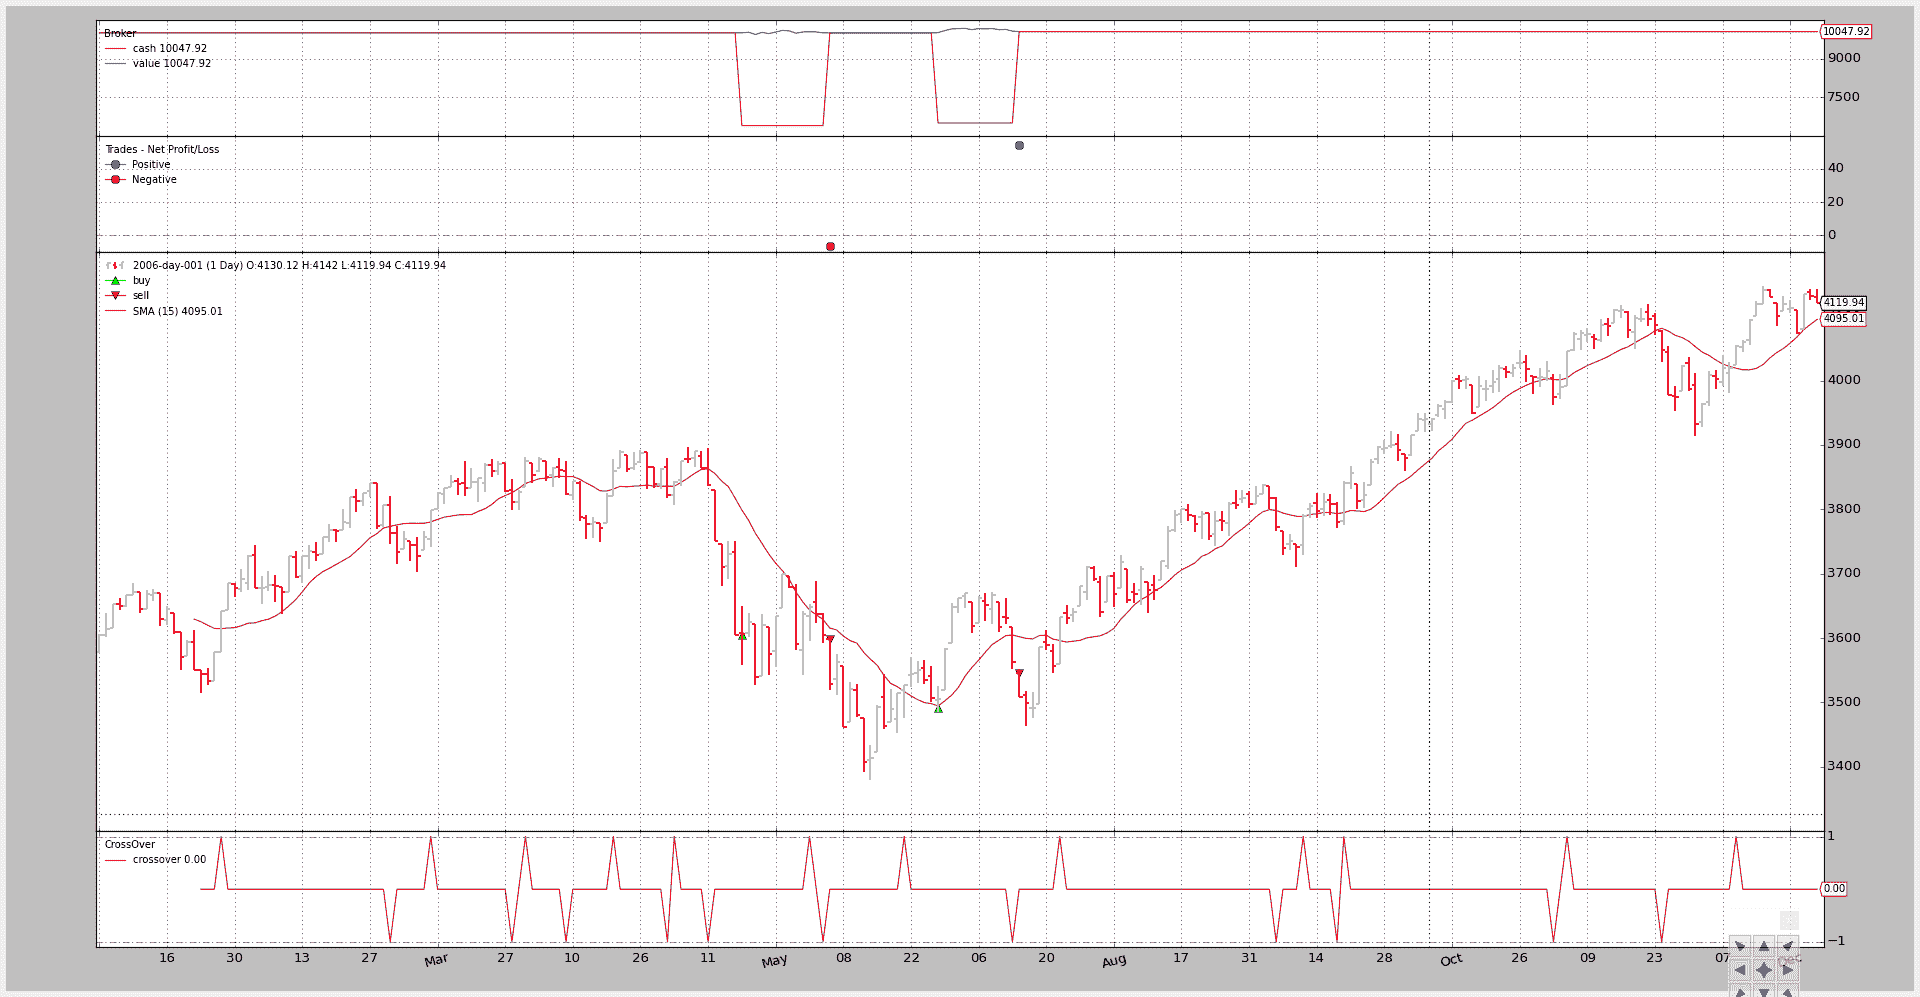 Broker
cash 10047.92
value 10047.92
10047.92
9000
7500
Trades - Net Profit/Loss
Positive
Negative
40
20
0
2006-day-001 (1 Day) O:4130.12 H:4142 L:4119.94 C:4119.94
buy
sell
SMA (15) 4095.01
4119.94
4095.01
4000
3900
3800
3700
3600
3500
3400
CrossOver
crossover 0.00
1
0.00
−1
16 30 13 27 Mar 27 10 26 11 May 08 22 06 20 Aug 17 31 14 28 Oct 26 09 23 07 Dec